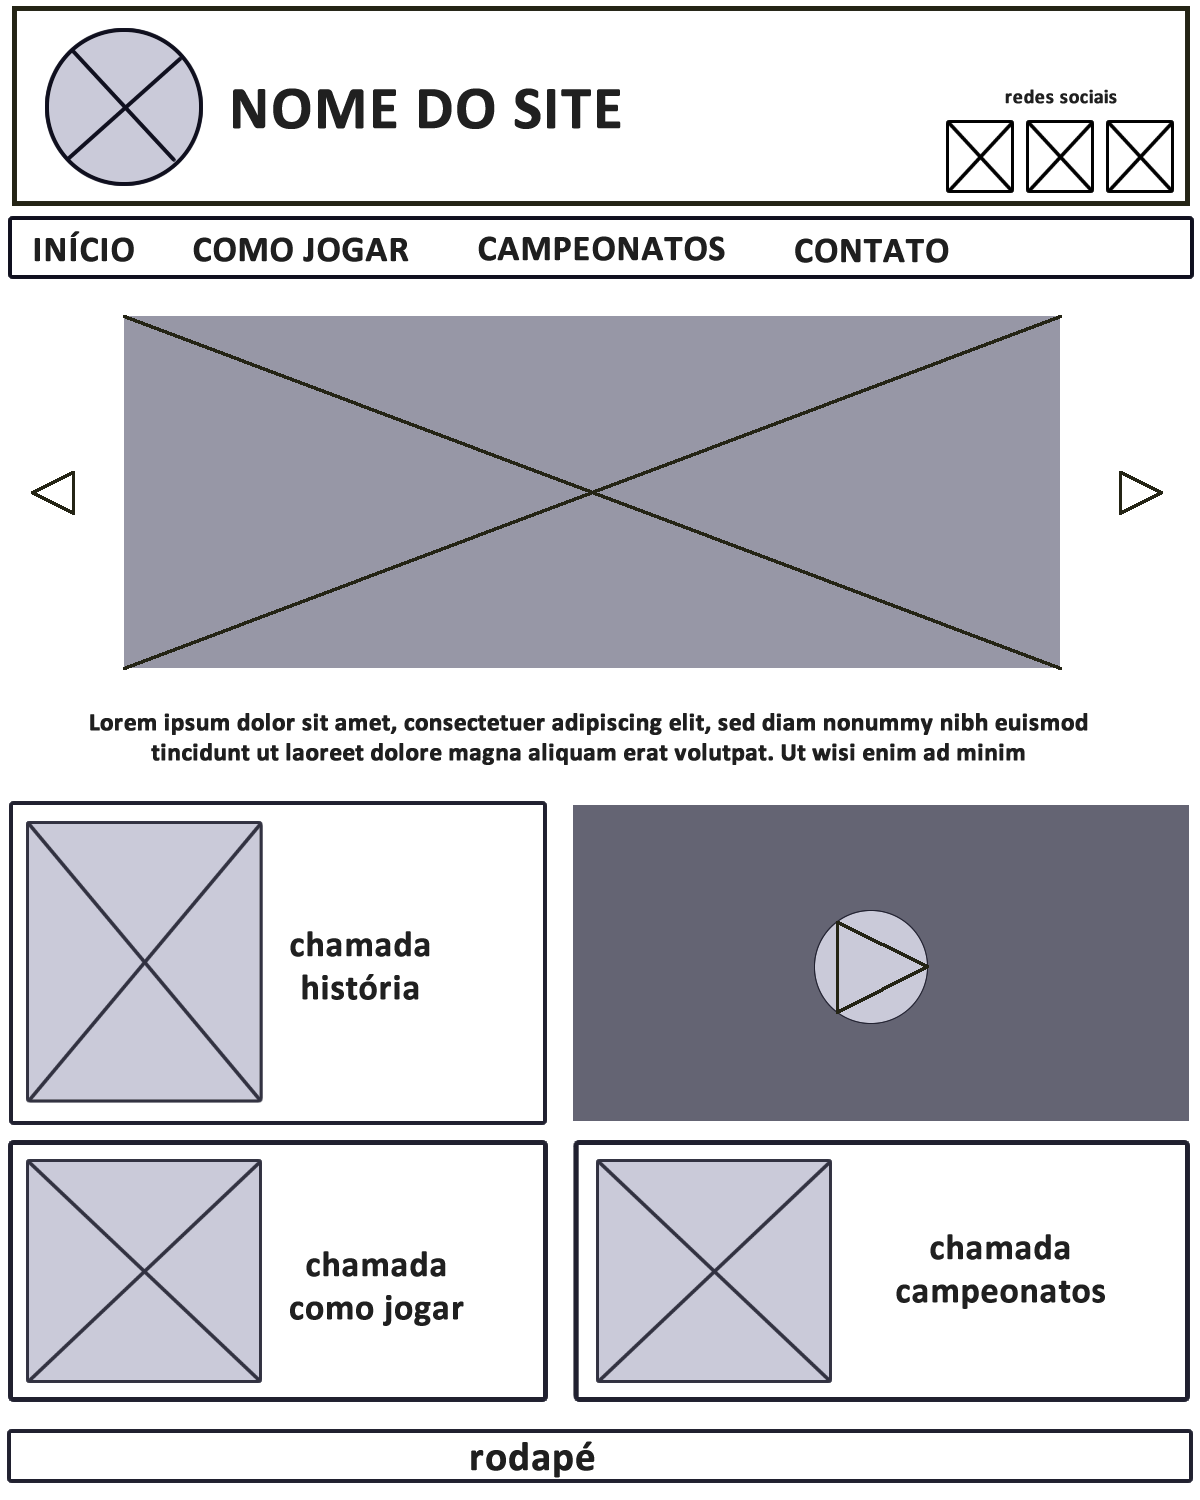 NOME DO SITE
redes sociais
INÍCIO COMO JOGAR CAMPEONATOS CONTATO
Lorem ipsum dolor sit amet, consectetuer adipiscing elit, sed diam nonummy nibh euismod
tincidunt ut laoreet dolore magna aliquam erat volutpat. Ut wisi enim ad minim
chamada
história
chamada
como jogar
chamada
campeonatos
rodapé